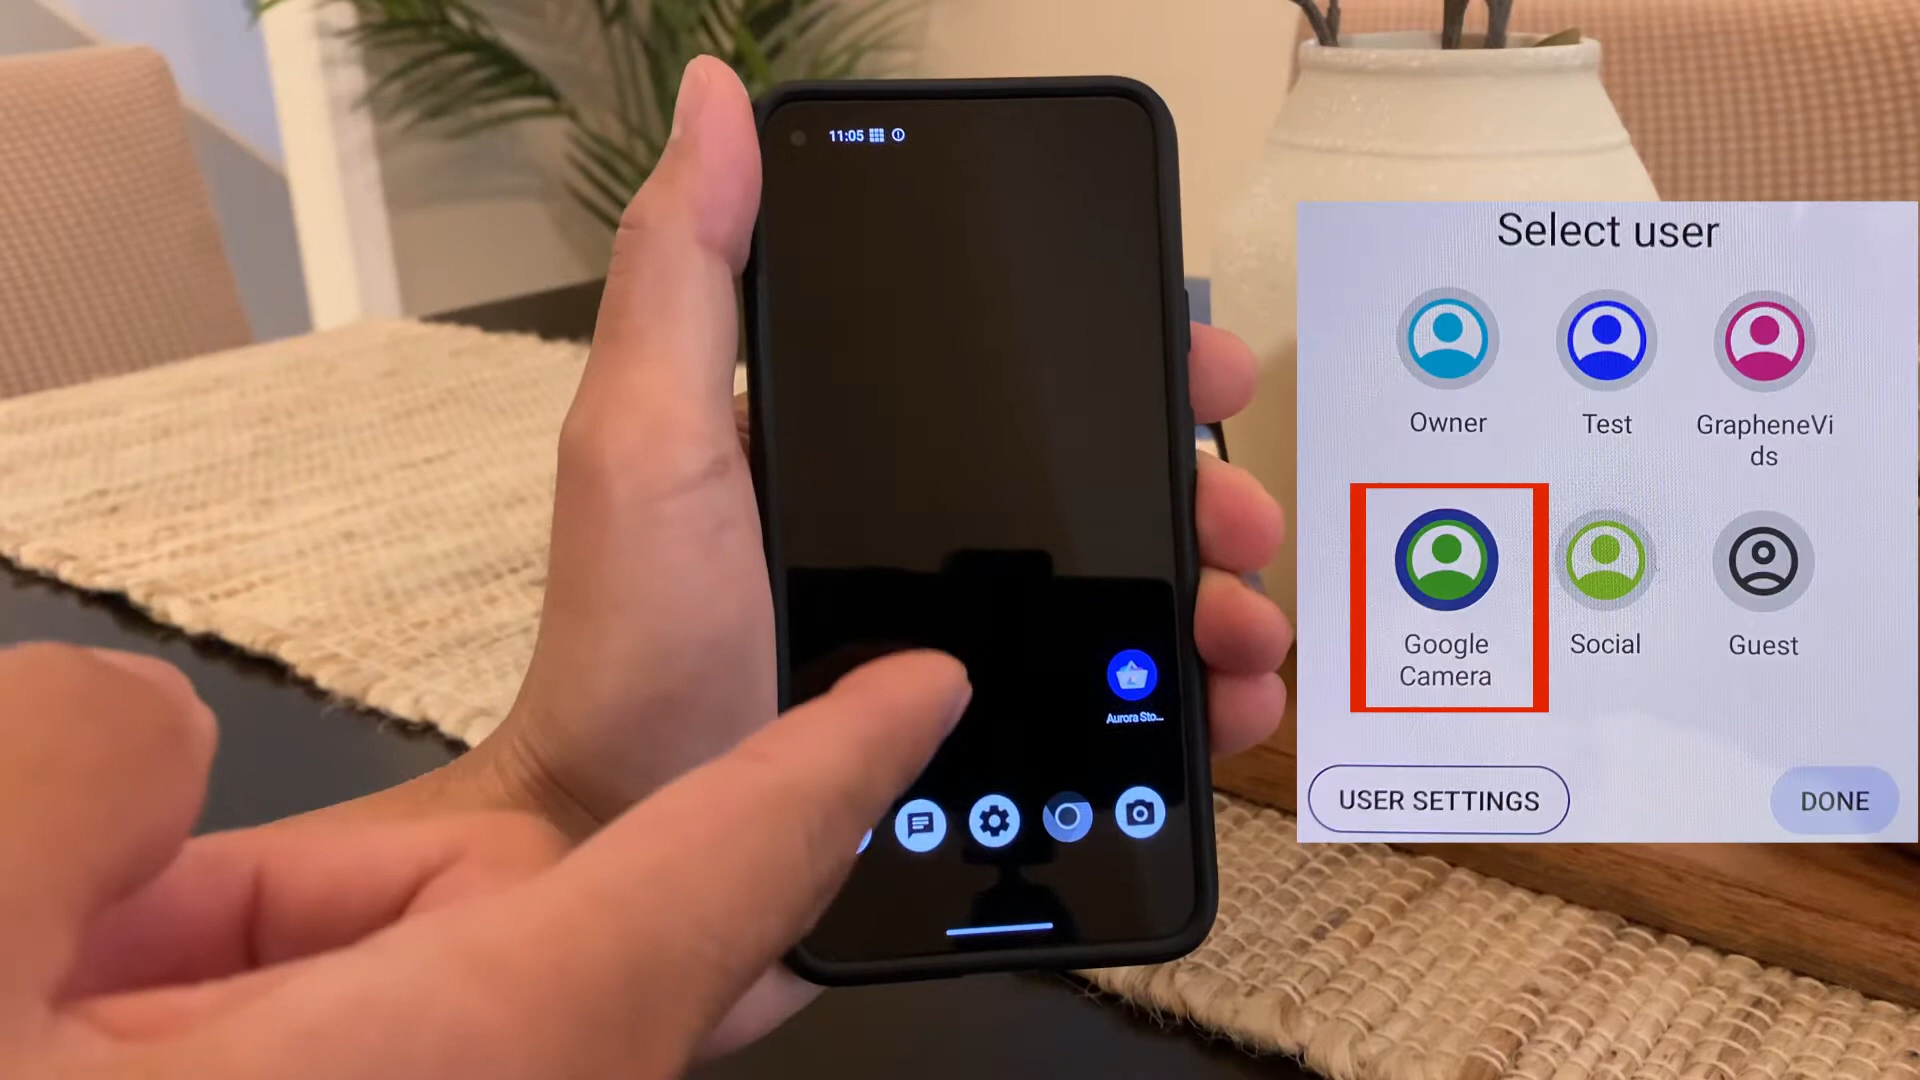 11:05
Aurora Sto...
Select user
Owner
Test
GrapheneVi
ds
Google
Camera
Social
Guest
USER SETTINGS
DONE